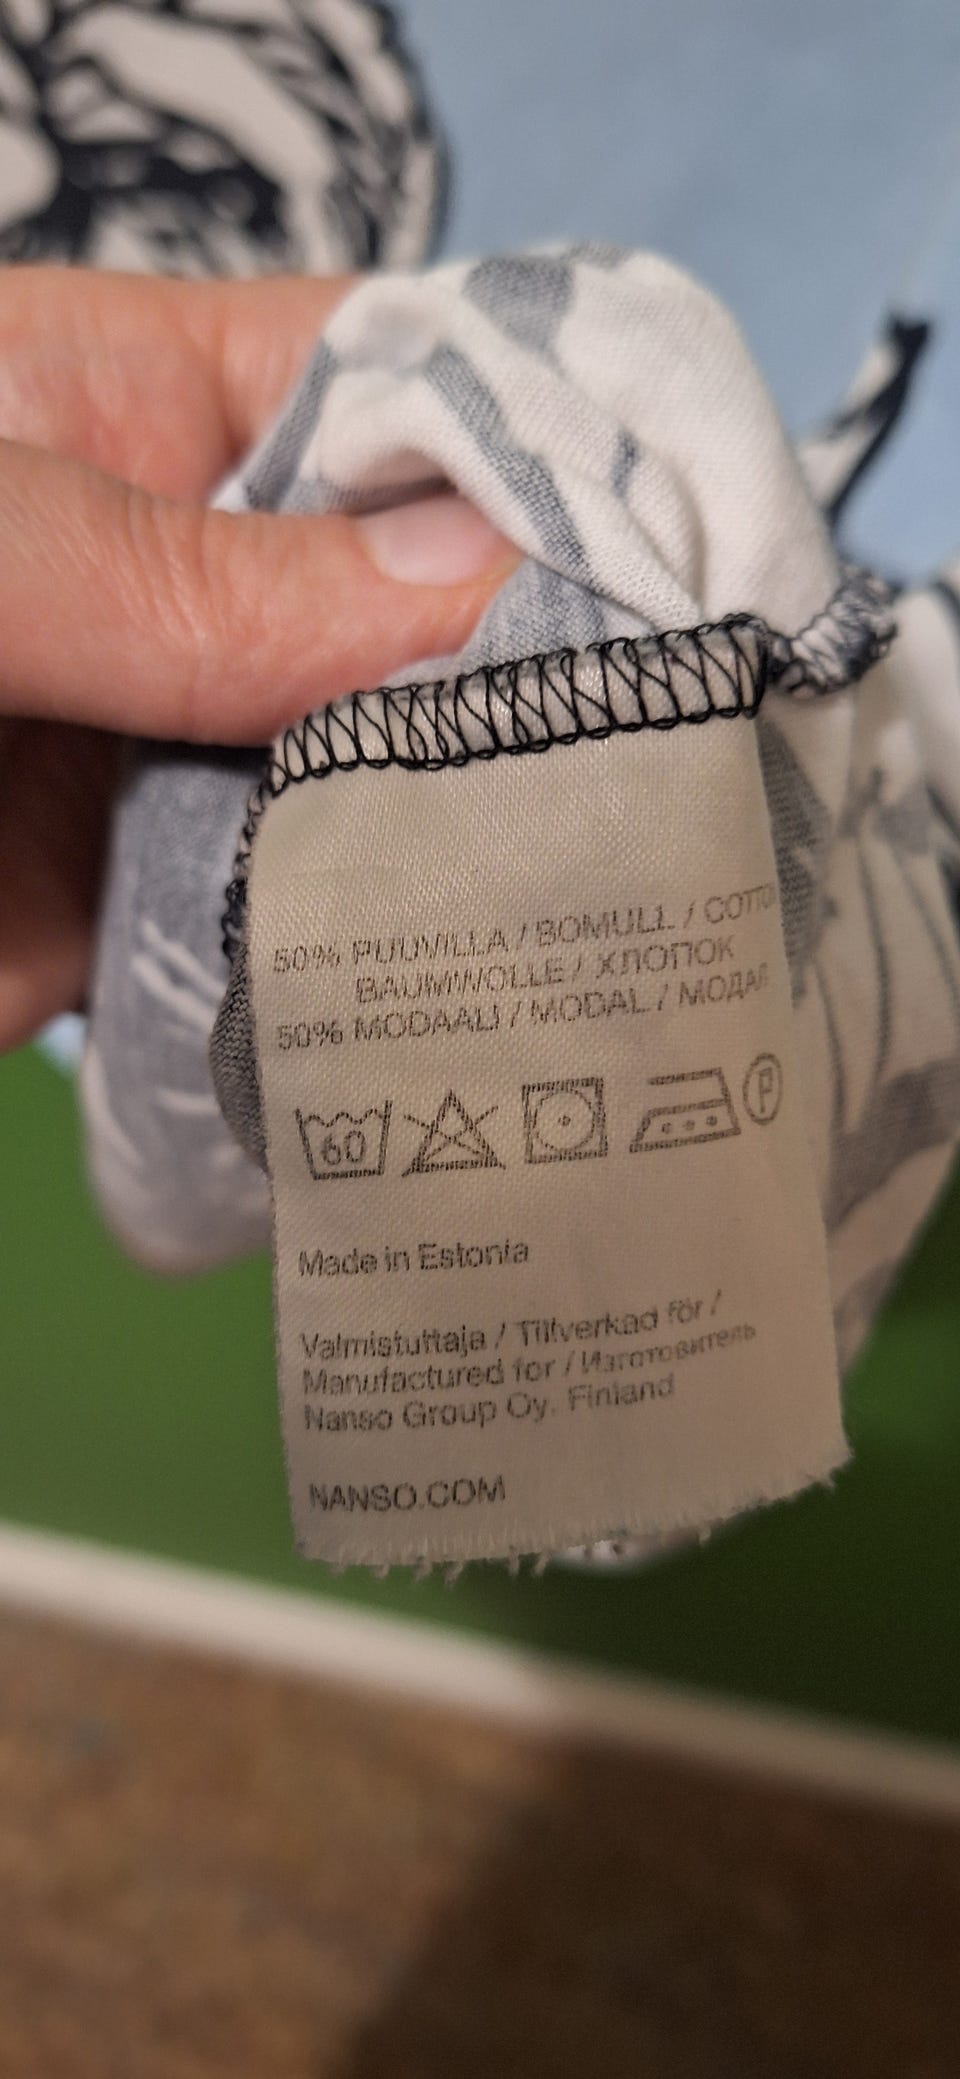 50% PUUVILLA / BOMULL / COTTON
BAUMWOLLE / ХЛОПОК
50% MODAALI / MODAL / МОДАЛ
60
P
Made in Estonia
Valmistuttaja / Tillverkad för /
Manufactured for / Изготовитель
Nanso Group Oy. Finland
NANSO.COM